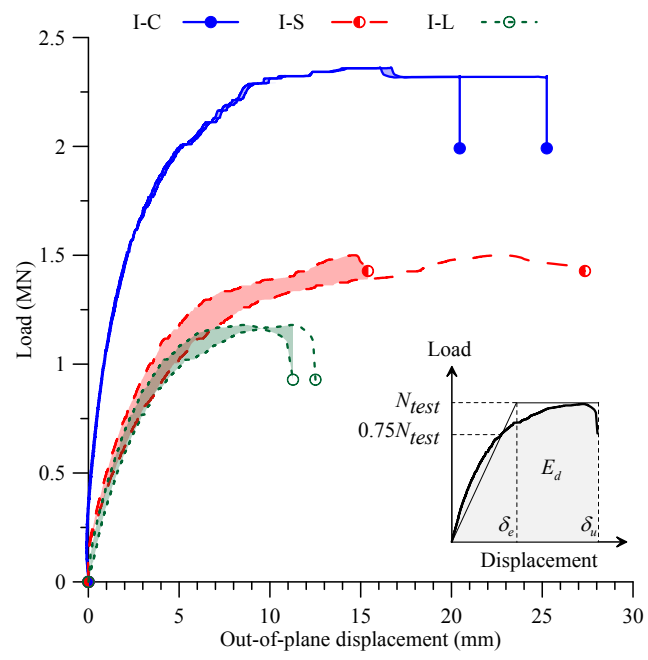 I-C I-S I-L
2.5
2
1.5
1
0.5
0
Load (MN)
0 5 10 15 20 25 30
Out-of-plane displacement (mm)
Load
N_test
0.75N_test
E_d
δ_e δ_u
Displacement